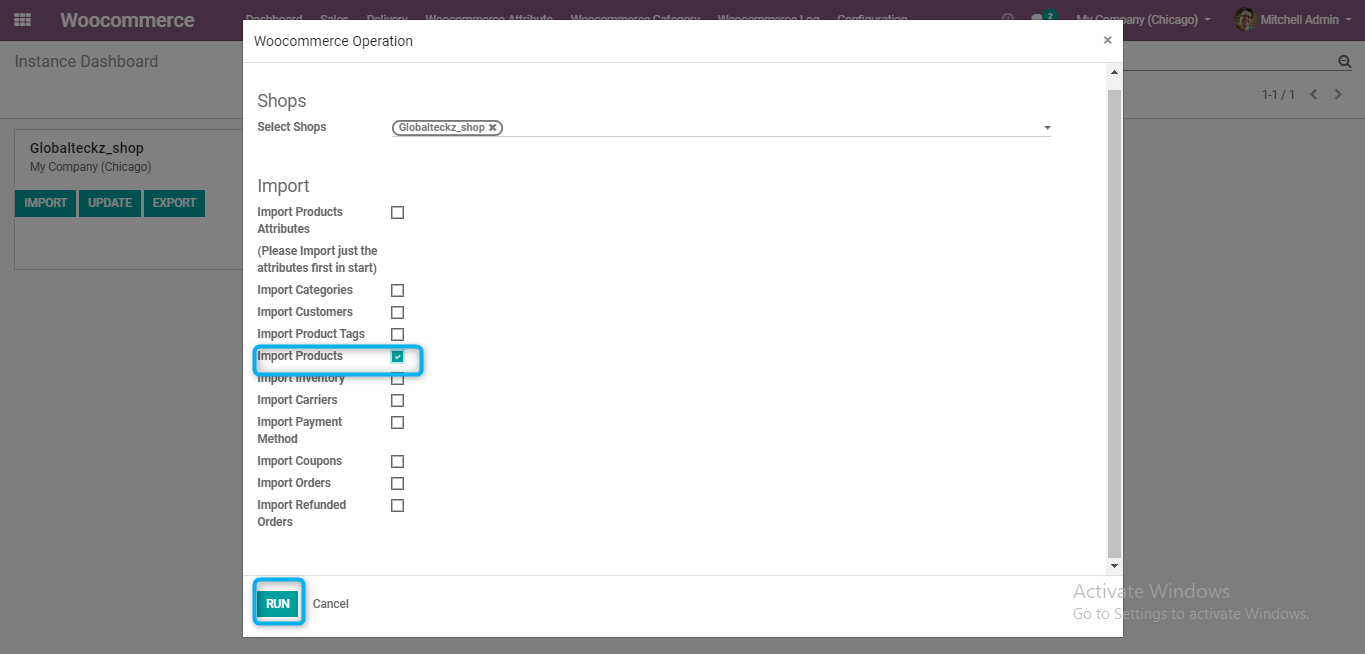 Woocommerce
Dashboard Sales Delivery Woocommerce Attribute Woocommerce Category Woocommerce Log Configuration
2
My Company (Chicago)
Mitchell Admin
Woocommerce Operation ×
Instance Dashboard
1-1 / 1
Globalteckz_shop
My Company (Chicago)
IMPORT UPDATE EXPORT
Shops
Select Shops Globalteckz_shop ×
Import
Import Products
Attributes
(Please Import just the
attributes first in start)
Import Categories
Import Customers
Import Product Tags
Import Products
Import Inventory
Import Carriers
Import Payment
Method
Import Coupons
Import Orders
Import Refunded
Orders
RUN Cancel
Activate Windows
Go to Settings to activate Windows.